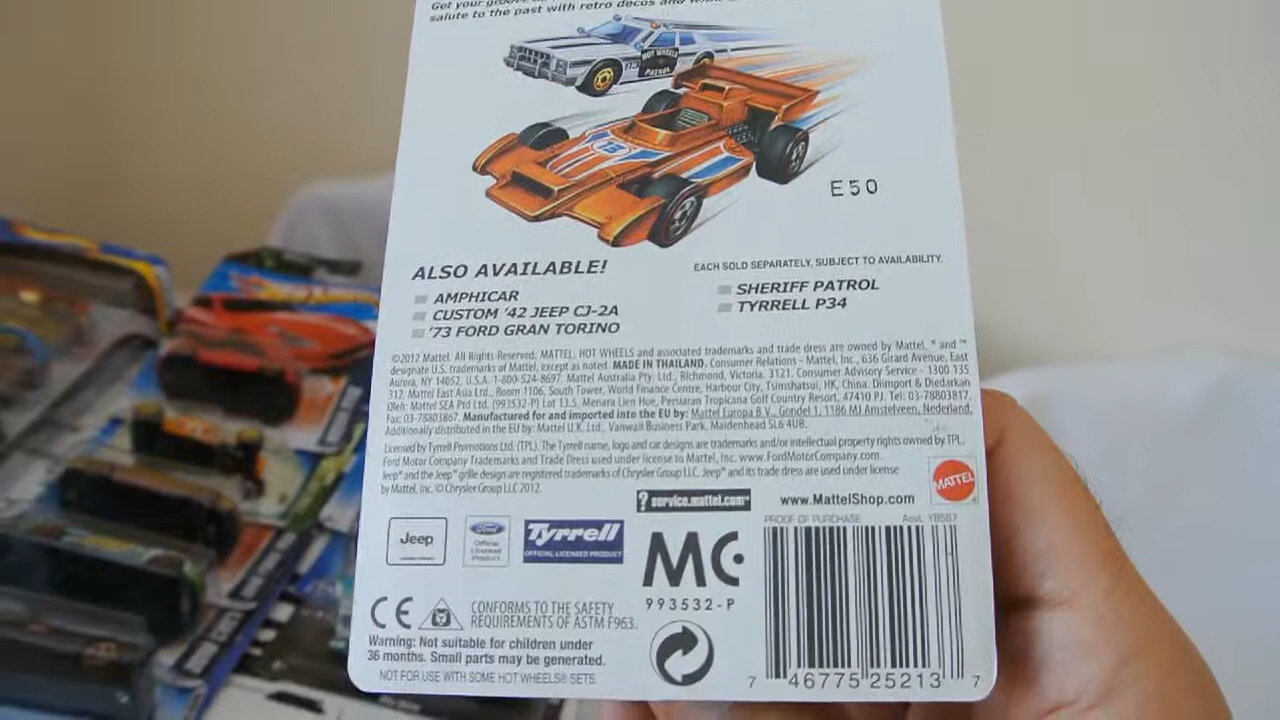 Get your groove
salute to the past with retro decos and
HOT WHEELS
PATROL
13
E50
ALSO AVAILABLE!
EACH SOLD SEPARATELY, SUBJECT TO AVAILABILITY.
AMPHICAR
CUSTOM '42 JEEP CJ-2A
'73 FORD GRAN TORINO
SHERIFF PATROL
TYRRELL P34
©2012 Mattel. All Rights Reserved. MATTEL, HOT WHEELS and associated trademarks and trade dress are owned by Mattel. ® and ™
designate U.S. trademarks of Mattel, except as noted. MADE IN THAILAND. Consumer Relations - Mattel, Inc., 636 Girard Avenue, East
Aurora, NY 14052, U.S.A. 1-800-524-8697. Mattel Australia Pty. Ltd., Richmond, Victoria. 3121. Consumer Advisory Service - 1300 135
312. Mattel East Asia Ltd., Room 1106, South Tower, World Finance Centre, Harbour City, Tsimshatsui, HK, China. Diimport & Diedarkan
Oleh: Mattel SEA Ptd Ltd. (993532-P) Lot 13.5, Menara Lien Hoe, Persiaran Tropicana Golf Country Resort, 47410 PJ. Tel: 03-78803817,
Fax: 03-78803867. Manufactured for and imported into the EU by: Mattel Europa B.V., Gondel 1, 1186 MJ Amstelveen, Nederland.
Additionally distributed in the EU by: Mattel U.K. Ltd., Vanwall Business Park, Maidenhead SL6 4UB.
Licensed by Tyrrell Promotions Ltd. (TPL). The Tyrrell name, logo and car designs are trademarks and/or intellectual property rights owned by TPL.
Ford Motor Company Trademarks and Trade Dress used under license to Mattel, Inc. www.FordMotorCompany.com.
Jeep® and the Jeep® grille design are registered trademarks of Chrysler Group LLC. Jeep® and its trade dress are used under license
by Mattel, Inc. © Chrysler Group LLC 2012.
? service.mattel.com™
www.MattelShop.com
MATTEL
Jeep
Ford
Official
Licensed
Product
Tyrrell
OFFICIAL LICENSED PRODUCT
MC
993532-P
PROOF OF PURCHASE
Asst. Y8567
CE
CONFORMS TO THE SAFETY
REQUIREMENTS OF ASTM F963.
Warning: Not suitable for children under
36 months. Small parts may be generated.
NOT FOR USE WITH SOME HOT WHEELS® SETS.
7 46775 25213 7